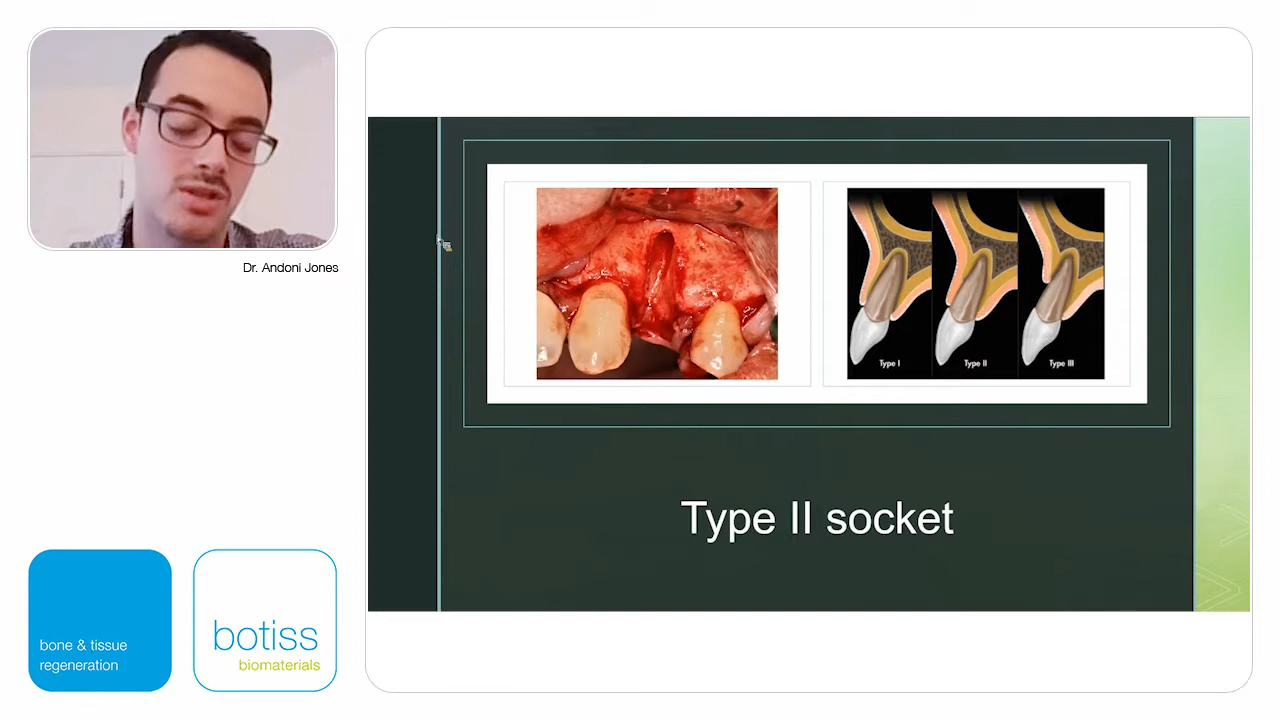 Dr. Andoni Jones
Type I
Type II
Type III
Type II socket
bone & tissue
regeneration
botiss
biomaterials